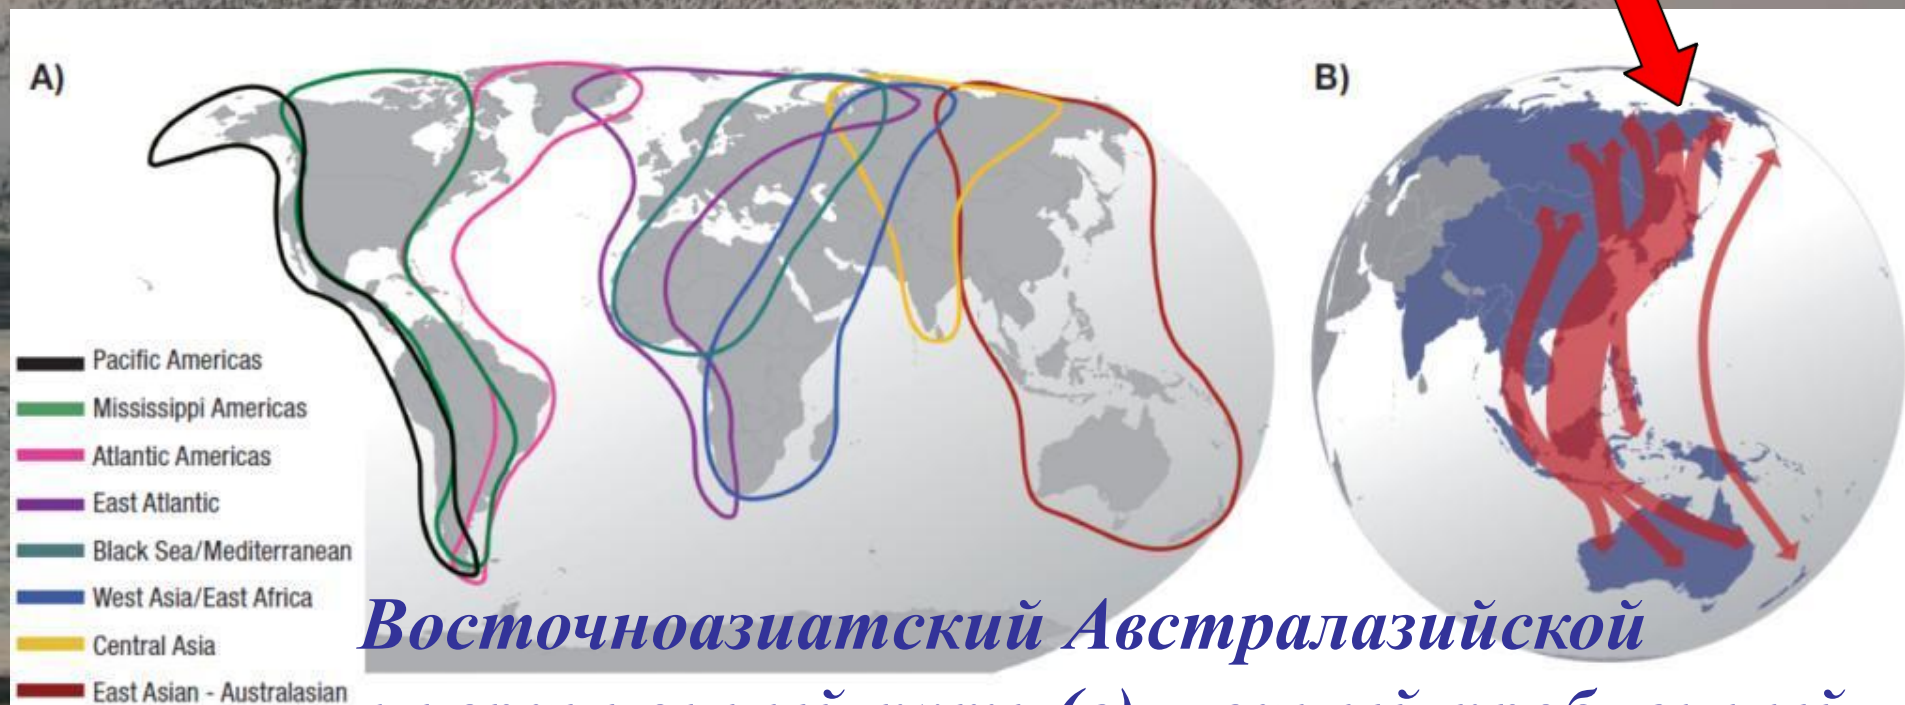 A)
B)
Pacific Americas
Mississippi Americas
Atlantic Americas
East Atlantic
Black Sea/Mediterranean
West Asia/East Africa
Central Asia
East Asian - Australasian
Восточноазиатский Австралазийской
(а)